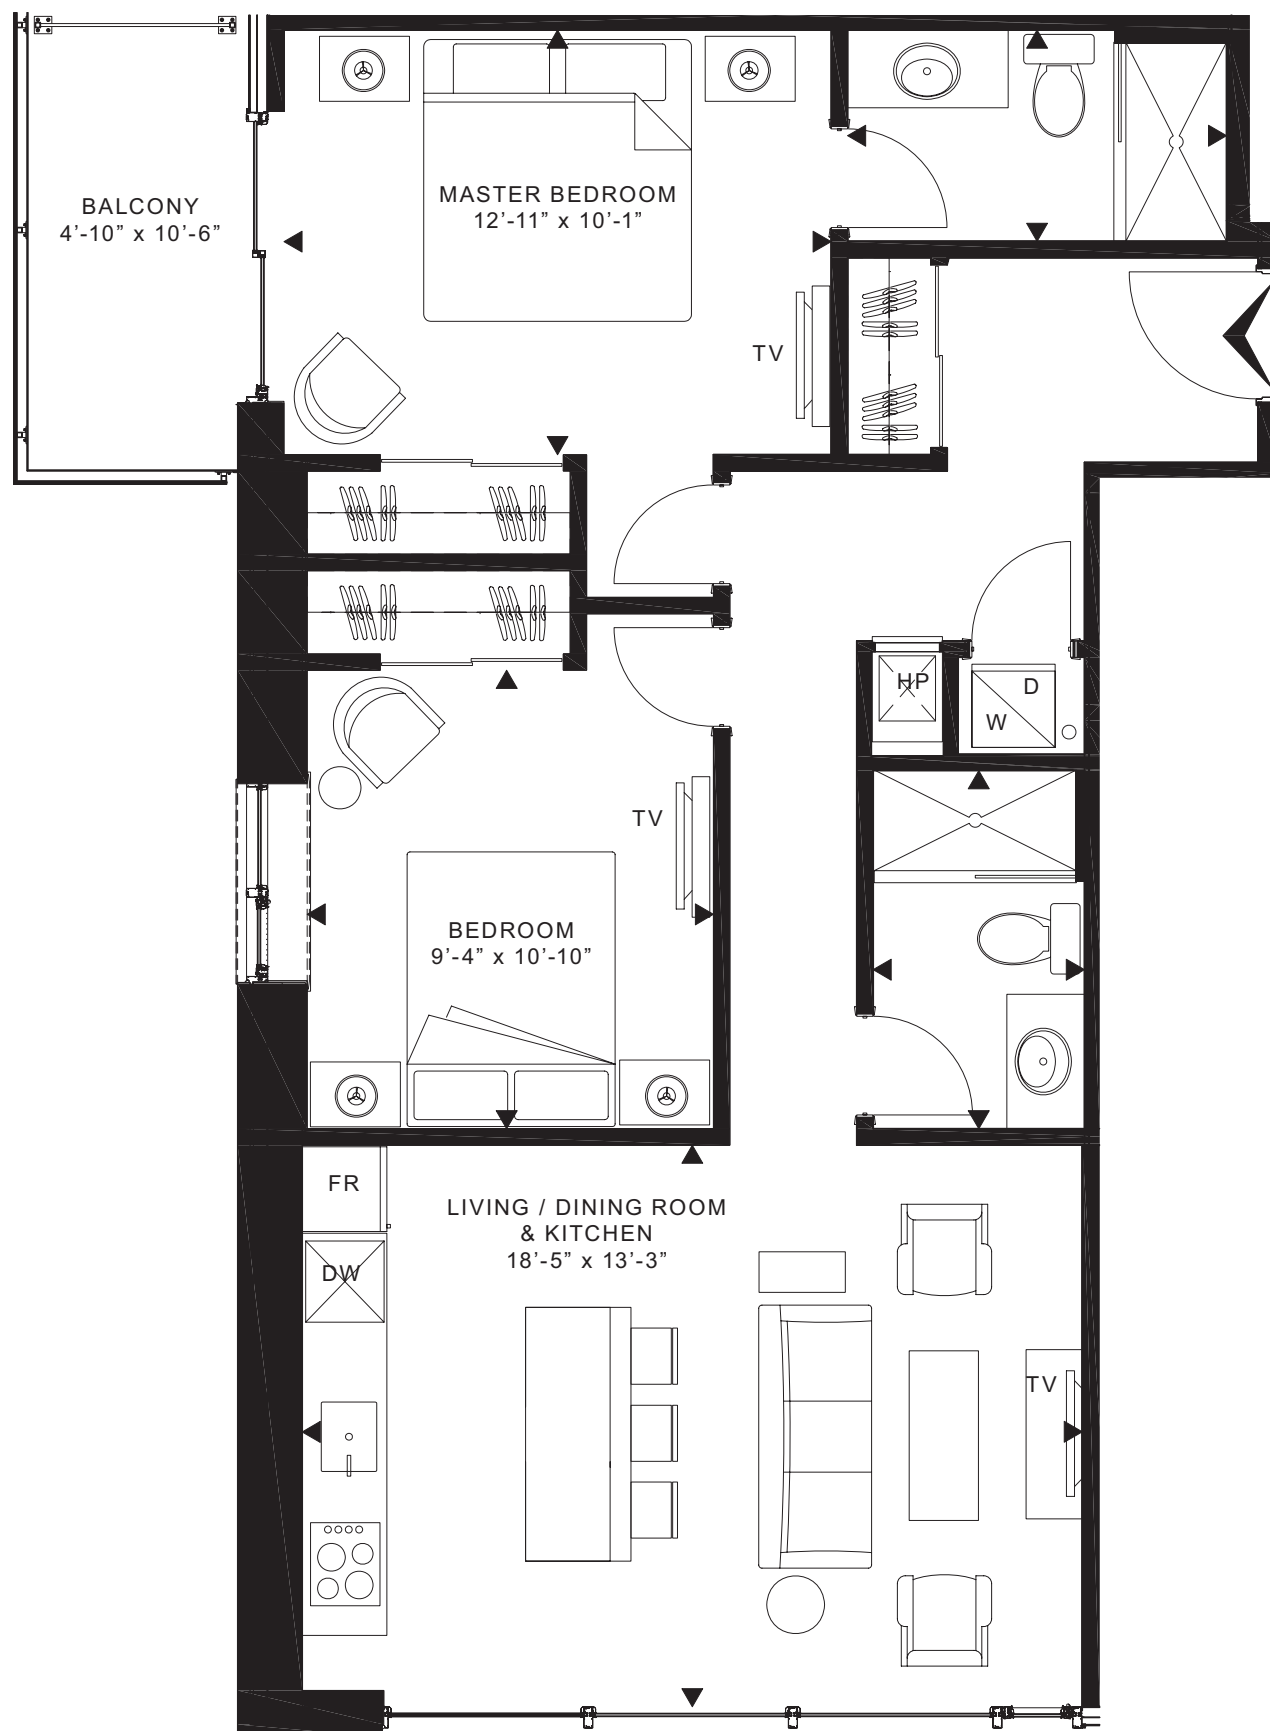 BALCONY
4’-10” x 10’-6”
MASTER BEDROOM
12’-11” x 10’-1”
TV
HP
D
W
TV
BEDROOM
9’-4” x 10’-10”
FR
LIVING / DINING ROOM
& KITCHEN
18’-5” x 13’-3”
DW
TV